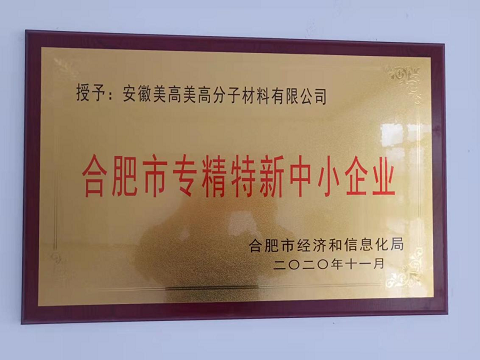 授予：安徽美高美高分子材料有限公司
合肥市专精特新中小企业
合肥市经济和信息化局
二〇二〇年十一月